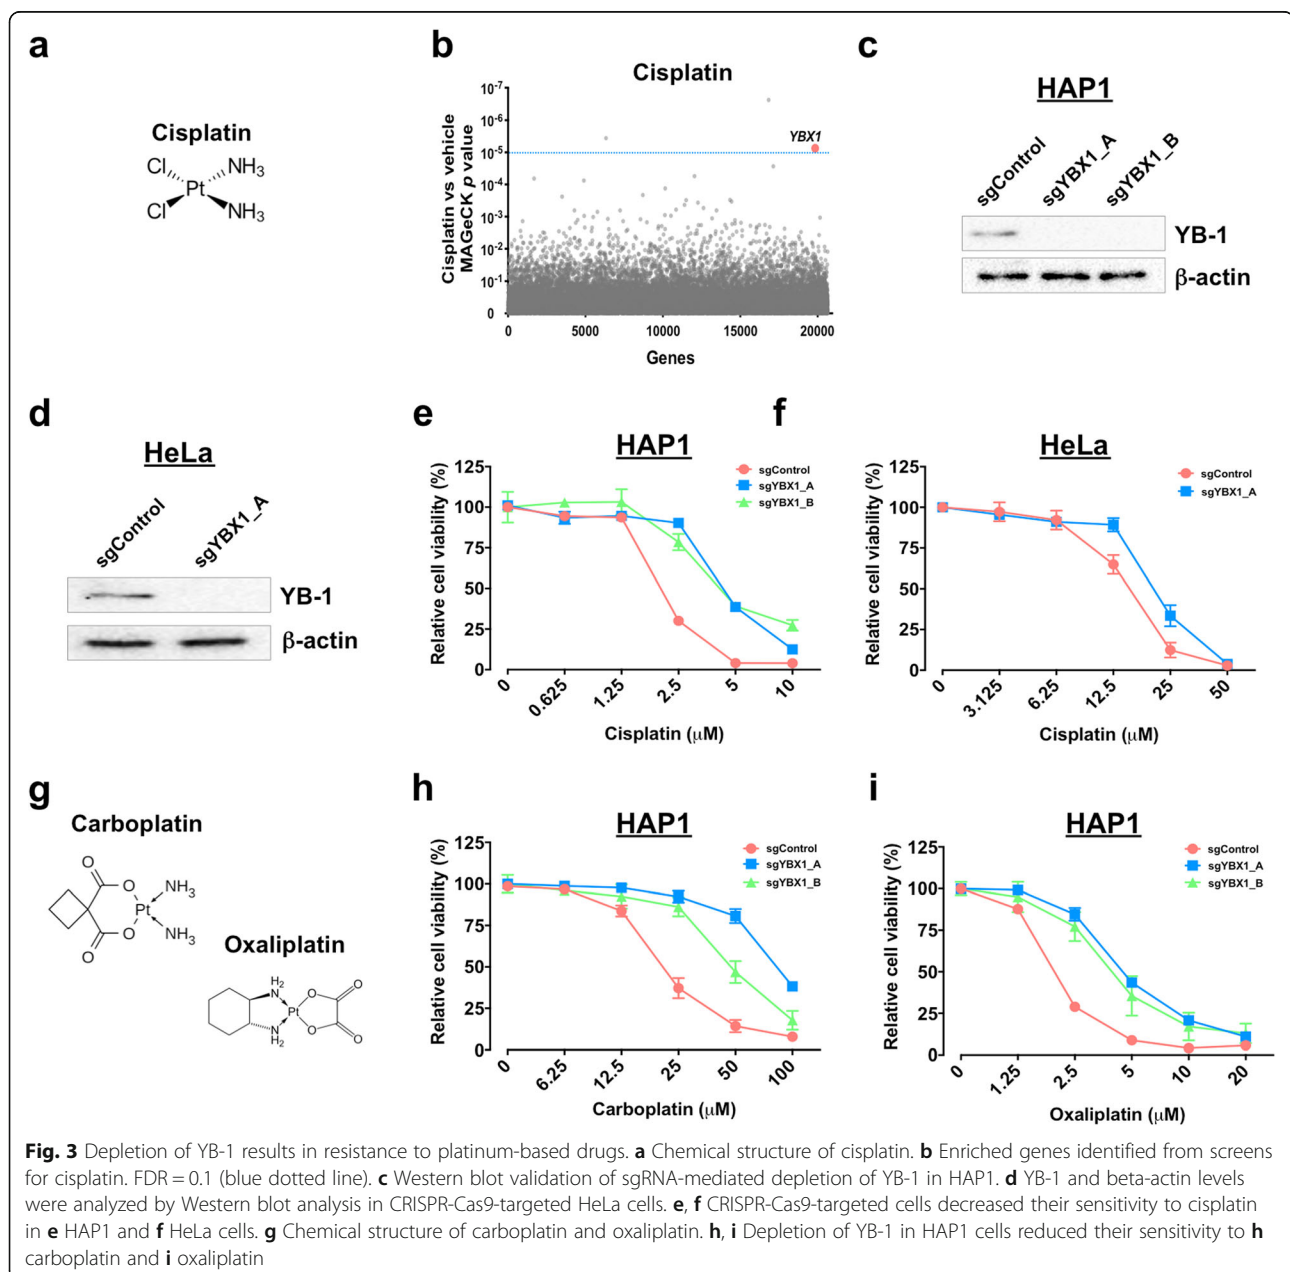 a
Cisplatin
Cl
NH3
Pt
Cl
NH3
b
Cisplatin
Cisplatin vs vehicle
MAGeCK p value
10-7
10-6
10-5
10-4
10-3
10-2
10-1
0
YBX1
0 5000 10000 15000 20000
Genes
c
HAP1
sgControl
sgYBX1_A
sgYBX1_B
YB-1
β-actin
d
HeLa
sgControl
sgYBX1_A
YB-1
β-actin
e
HAP1
sgControl
sgYBX1_A
sgYBX1_B
Relative cell viability (%)
125
100
75
50
25
0
0 0.625 1.25 2.5 5 10
Cisplatin (μM)
f
HeLa
sgControl
sgYBX1_A
Relative cell viability (%)
125
100
75
50
25
0
0 3.125 6.25 12.5 25 50
Cisplatin (μM)
g
Carboplatin
O
O
NH3
Pt
O
NH3
O
Oxaliplatin
H2
N
O
O
Pt
N
O
O
H2
h
HAP1
sgControl
sgYBX1_A
sgYBX1_B
Relative cell viability (%)
125
100
75
50
25
0
0 6.25 12.5 25 50 100
Carboplatin (μM)
i
HAP1
sgControl
sgYBX1_A
sgYBX1_B
Relative cell viability (%)
125
100
75
50
25
0
0 1.25 2.5 5 10 20
Oxaliplatin (μM)
Fig. 3 Depletion of YB-1 results in resistance to platinum-based drugs. a Chemical structure of cisplatin. b Enriched genes identified from screens
for cisplatin. FDR = 0.1 (blue dotted line). c Western blot validation of sgRNA-mediated depletion of YB-1 in HAP1. d YB-1 and beta-actin levels
were analyzed by Western blot analysis in CRISPR-Cas9-targeted HeLa cells. e, f CRISPR-Cas9-targeted cells decreased their sensitivity to cisplatin
in e HAP1 and f HeLa cells. g Chemical structure of carboplatin and oxaliplatin. h, i Depletion of YB-1 in HAP1 cells reduced their sensitivity to h
carboplatin and i oxaliplatin